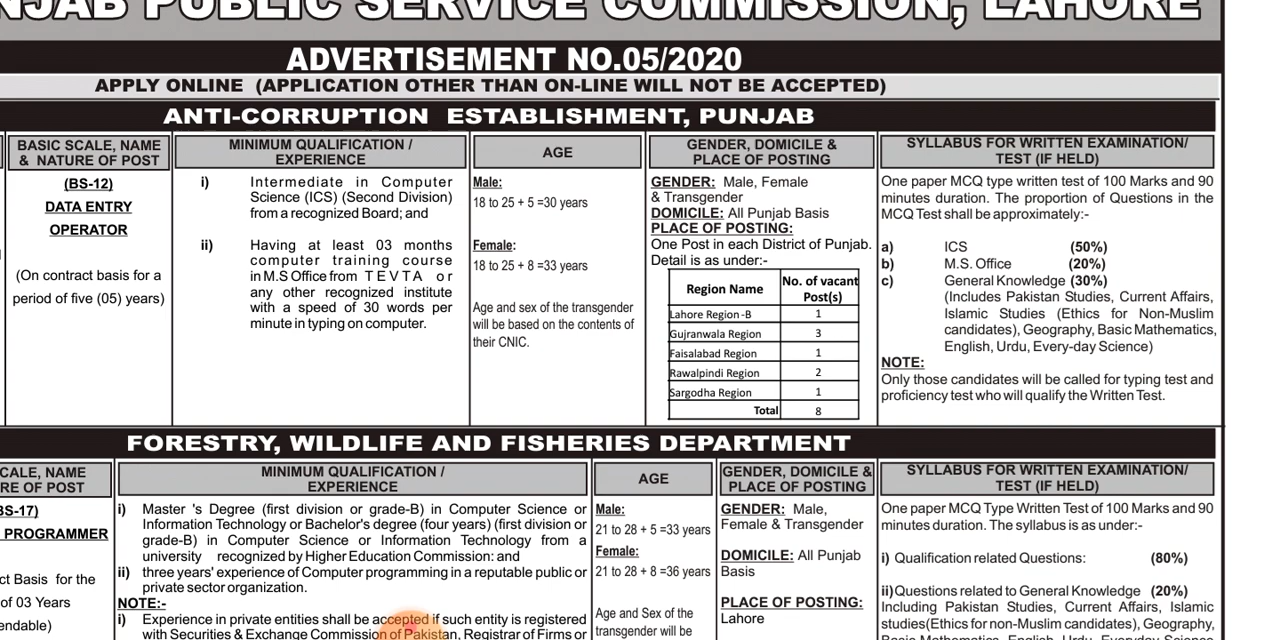 PUBLIC SERVICE COMMISSION, LAHORE
ADVERTISEMENT NO.05/2020
APPLY ONLINE (APPLICATION OTHER THAN ON-LINE WILL NOT BE ACCEPTED)
ANTI-CORRUPTION ESTABLISHMENT, PUNJAB
BASIC SCALE, NAME
& NATURE OF POST
(BS-12)
DATA ENTRY
OPERATOR
(On contract basis for a
period of five (05) years)
MINIMUM QUALIFICATION /
EXPERIENCE
i) Intermediate in Computer
Science (ICS) (Second Division)
from a recognized Board; and
ii) Having at least 03 months
computer training course
in M.S Office from TEVTA or
any other recognized institute
with a speed of 30 words per
minute in typing on computer.
AGE
Male:
18 to 25 + 5 =30 years
Female:
18 to 25 + 8 =33 years
Age and sex of the transgender
will be based on the contents of
their CNIC.
GENDER, DOMICILE &
PLACE OF POSTING
GENDER: Male, Female
& Transgender
DOMICILE: All Punjab Basis
PLACE OF POSTING:
One Post in each District of Punjab.
Detail is as under:-
Region Name No. of vacant Post(s)
Lahore Region-B 1
Gujranwala Region 3
Faisalabad Region 1
Rawalpindi Region 2
Sargodha Region 1
Total 8
SYLLABUS FOR WRITTEN EXAMINATION/
TEST (IF HELD)
One paper MCQ type written test of 100 Marks and 90
minutes duration. The proportion of Questions in the
MCQ Test shall be approximately:-
a) ICS (50%)
b) M.S. Office (20%)
c) General Knowledge (30%)
(Includes Pakistan Studies, Current Affairs,
Islamic Studies (Ethics for Non-Muslim
candidates), Geography, Basic Mathematics,
English, Urdu, Every-day Science)
NOTE:
Only those candidates will be called for typing test and
proficiency test who will qualify the Written Test.
FORESTRY, WILDLIFE AND FISHERIES DEPARTMENT
NAME
OF POST
PROGRAMMER
Basis for the
of 03 Years
MINIMUM QUALIFICATION /
EXPERIENCE
i) Master 's Degree (first division or grade-B) in Computer Science or
Information Technology or Bachelor's degree (four years) (first division or
grade-B) in Computer Science or Information Technology from a
university recognized by Higher Education Commission: and
ii) three years' experience of Computer programming in a reputable public or
private sector organization.
NOTE:-
i) Experience in private entities shall be accepted if such entity is registered
with Securities & Exchange Commission of Pakistan, Registrar of Firms or
AGE
Male:
21 to 28 + 5 =33 years
Female:
21 to 28 + 8 =36 years
Age and Sex of the
transgender will be
GENDER, DOMICILE &
PLACE OF POSTING
GENDER: Male,
Female & Transgender
DOMICILE: All Punjab
Basis
PLACE OF POSTING:
Lahore
SYLLABUS FOR WRITTEN EXAMINATION/
TEST (IF HELD)
One paper MCQ Type Written Test of 100 Marks and 90
minutes duration. The syllabus is as under:-
i) Qualification related Questions: (80%)
ii) Questions related to General Knowledge (20%)
Including Pakistan Studies, Current Affairs, Islamic
studies(Ethics for non-Muslim candidates), Geography,
Basic Mathematics, English, Urdu, Everyday Science